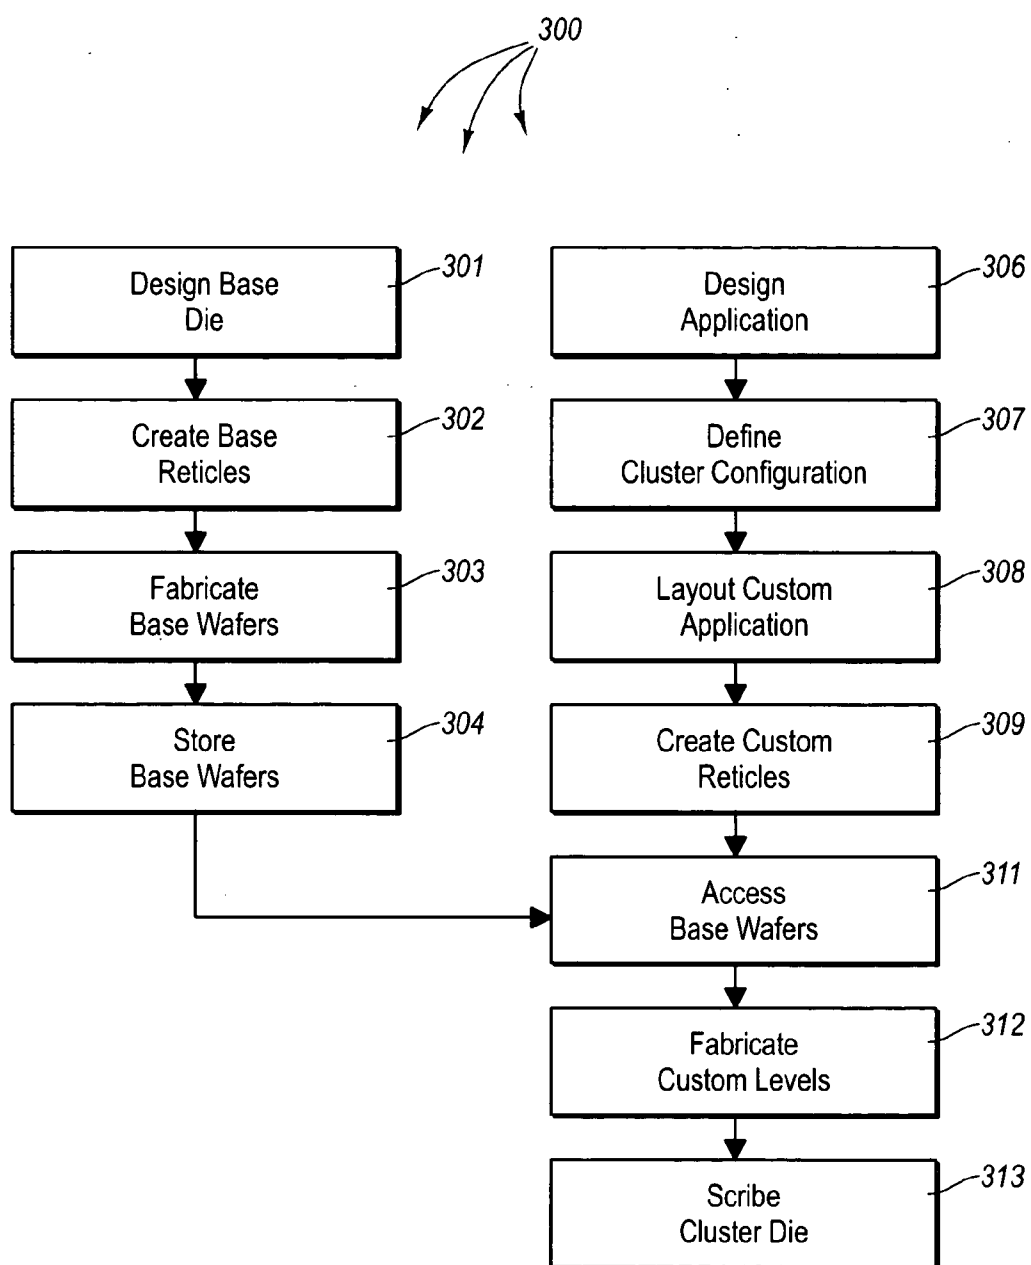 300
Design Base
Die
301
Create Base
Reticles
302
Fabricate
Base Wafers
303
Store
Base Wafers
304
Design
Application
306
Define
Cluster Configuration
307
Layout Custom
Application
308
Create Custom
Reticles
309
Access
Base Wafers
311
Fabricate
Custom Levels
312
Scribe
Cluster Die
313